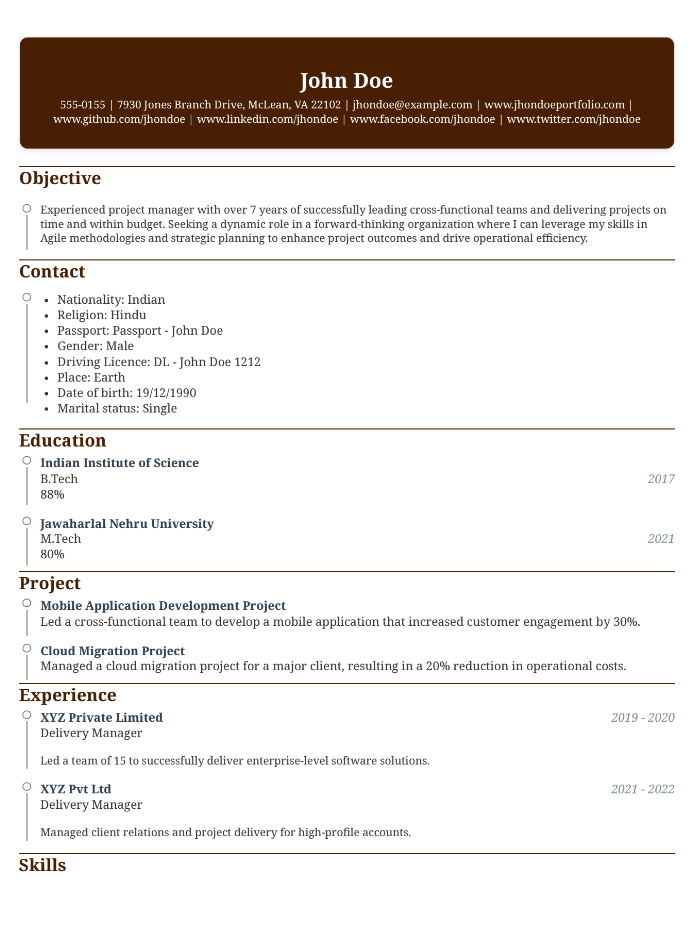 John Doe
555-0155 | 7930 Jones Branch Drive, McLean, VA 22102 | jhondoe@example.com | www.jhondoeportfolio.com |
www.github.com/jhondoe | www.linkedin.com/jhondoe | www.facebook.com/jhondoe | www.twitter.com/jhondoe
Objective
Experienced project manager with over 7 years of successfully leading cross-functional teams and delivering projects on
time and within budget. Seeking a dynamic role in a forward-thinking organization where I can leverage my skills in
Agile methodologies and strategic planning to enhance project outcomes and drive operational efficiency.
Contact
• Nationality: Indian
• Religion: Hindu
• Passport: Passport - John Doe
• Gender: Male
• Driving Licence: DL - John Doe 1212
• Place: Earth
• Date of birth: 19/12/1990
• Marital status: Single
Education
Indian Institute of Science
B.Tech 2017
88%
Jawaharlal Nehru University
M.Tech 2021
80%
Project
Mobile Application Development Project
Led a cross-functional team to develop a mobile application that increased customer engagement by 30%.
Cloud Migration Project
Managed a cloud migration project for a major client, resulting in a 20% reduction in operational costs.
Experience
XYZ Private Limited 2019 - 2020
Delivery Manager
Led a team of 15 to successfully deliver enterprise-level software solutions.
XYZ Pvt Ltd 2021 - 2022
Delivery Manager
Managed client relations and project delivery for high-profile accounts.
Skills